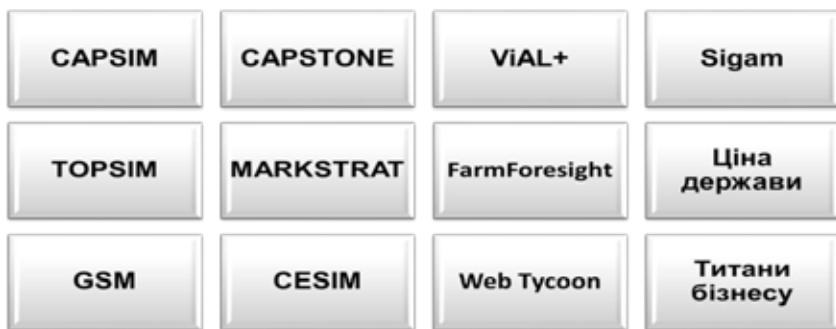 CAPSIM
CAPSTONE
ViAL+
Sigam
TOPSIM
MARKSTRAT
FarmForesight
Ціна
держави
GSM
CESIM
Web Tycoon
Титани
бізнесу